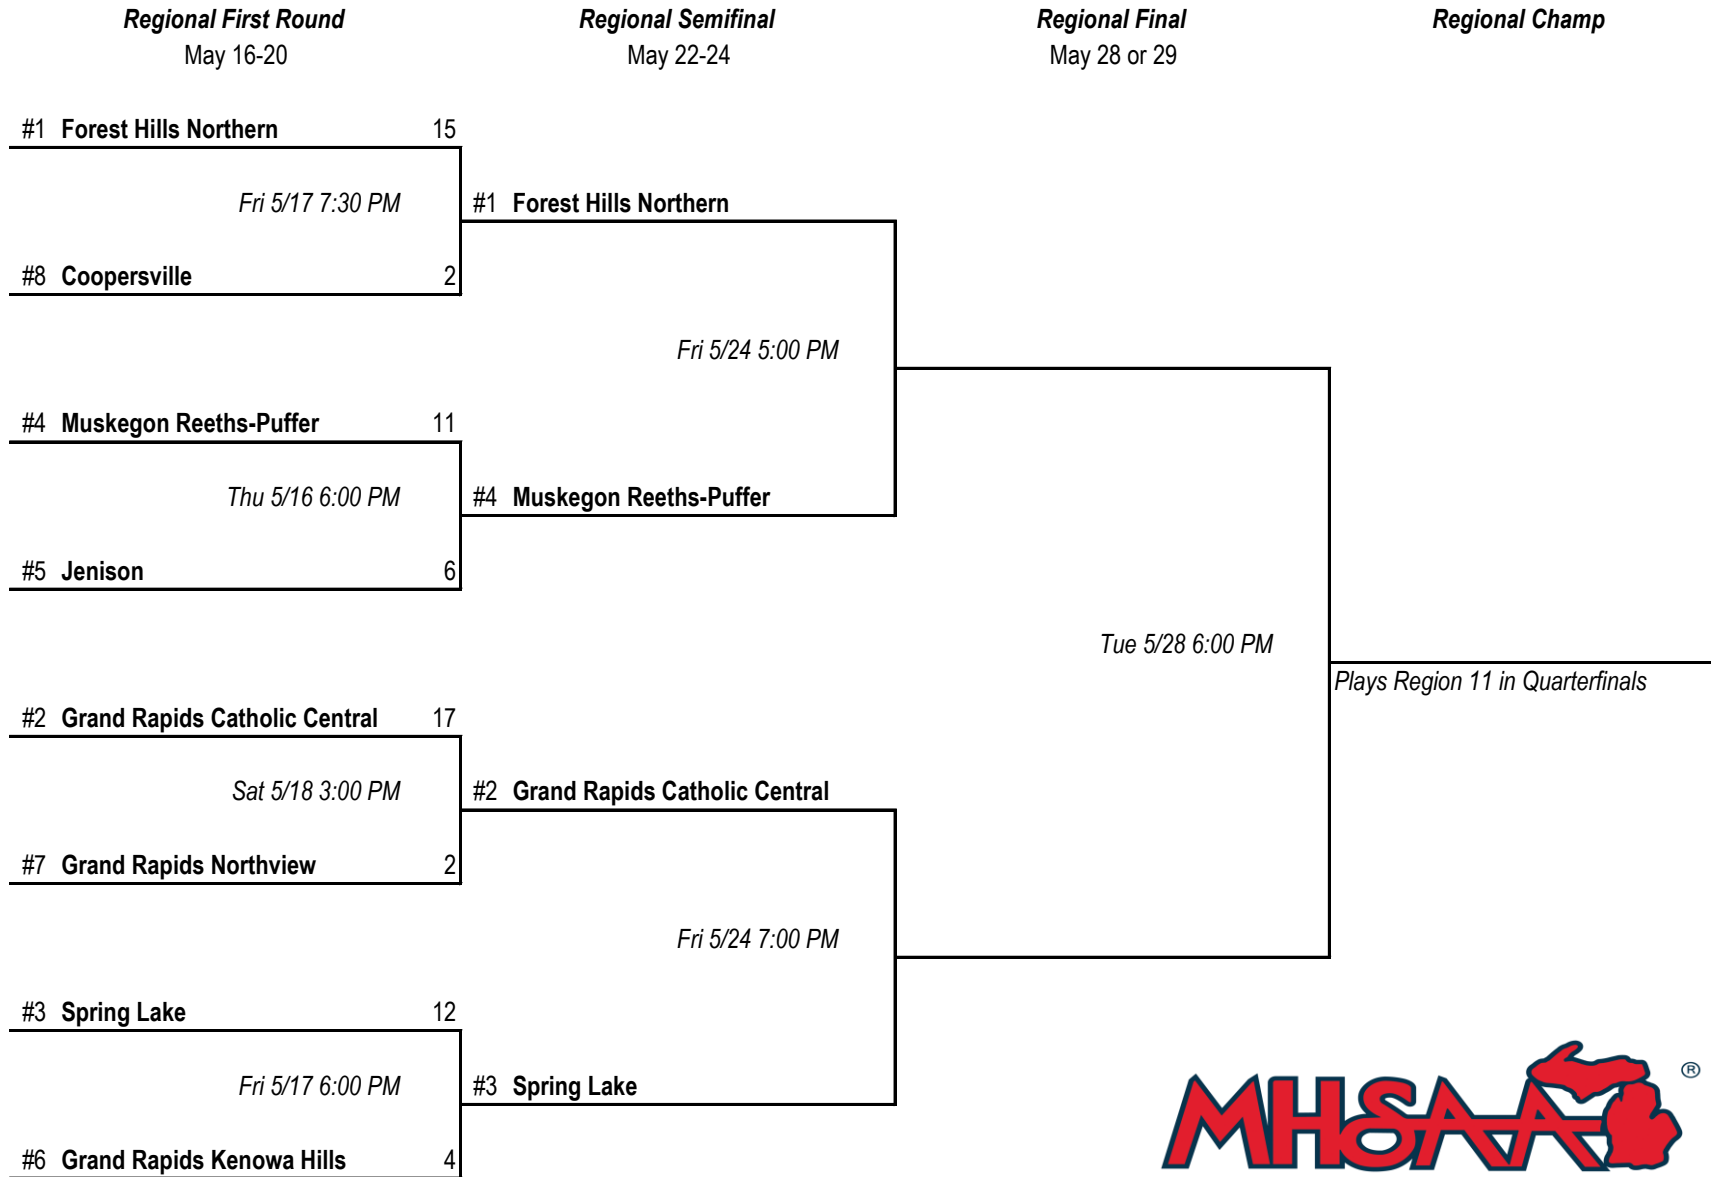 Regional First Round Regional Semifinal Regional Final Regional Champ
May 16-20 May 22-24 May 28 or 29
#1 Forest Hills Northern 15
Fri 5/17 7:30 PM #1 Forest Hills Northern
#8 Coopersville 2
Fri 5/24 5:00 PM
#4 Muskegon Reeths-Puffer 11
Thu 5/16 6:00 PM #4 Muskegon Reeths-Puffer
#5 Jenison 6
Tue 5/28 6:00 PM
Plays Region 11 in Quarterfinals
#2 Grand Rapids Catholic Central 17
Sat 5/18 3:00 PM #2 Grand Rapids Catholic Central
#7 Grand Rapids Northview 2
Fri 5/24 7:00 PM
#3 Spring Lake 12
Fri 5/17 6:00 PM #3 Spring Lake
MHSAA ®
#6 Grand Rapids Kenowa Hills 4